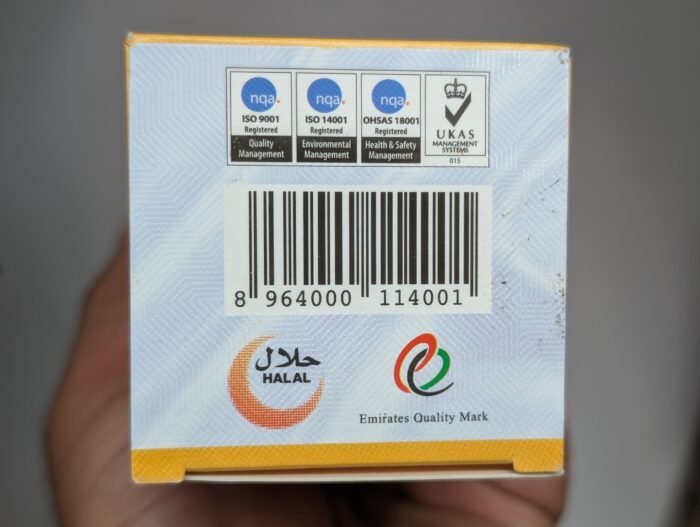 nqa.
ISO 9001
Registered
Quality
Management
nqa.
ISO 14001
Registered
Environmental
Management
nqa.
OHSAS 18001
Registered
Health & Safety
Management
UKAS
MANAGEMENT
SYSTEMS
015
8 964000 114001
حلال
HALAL
Emirates Quality Mark